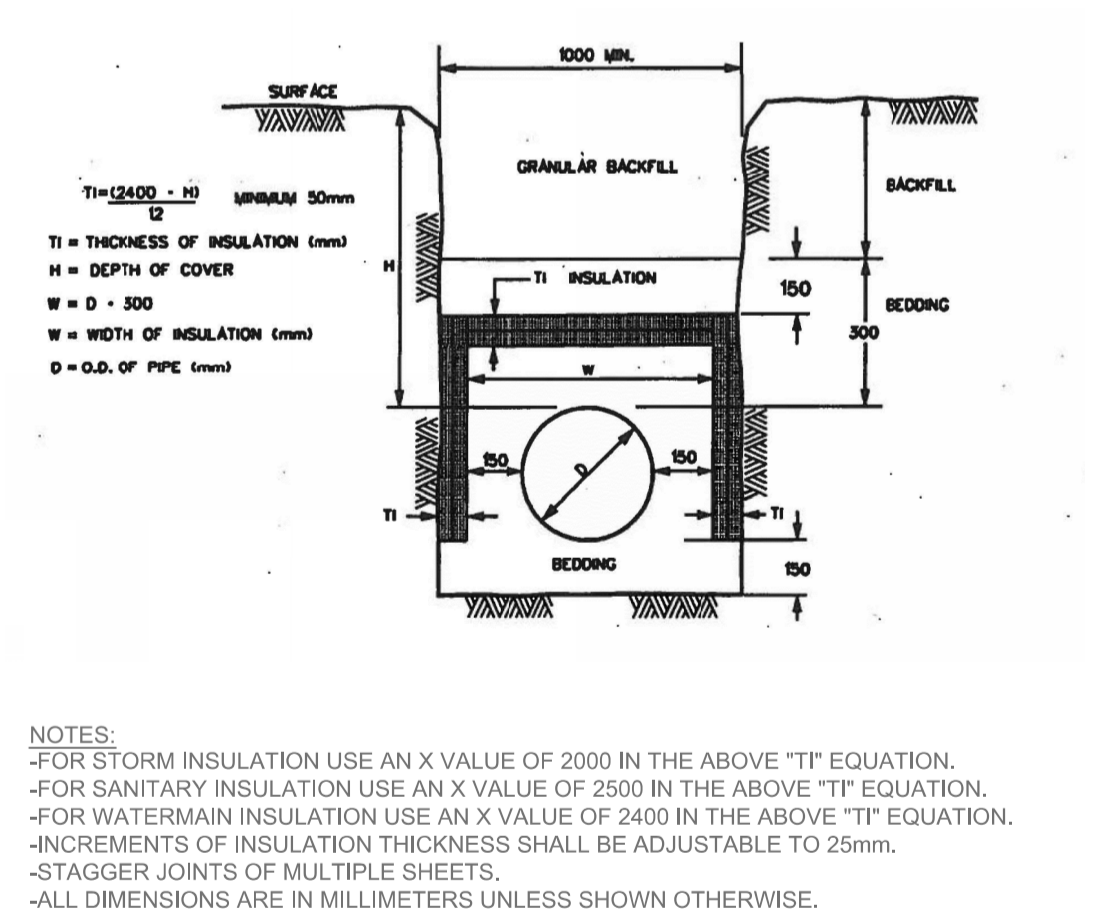 1000 MIN.
SURFACE
GRANULAR BACKFILL
BACKFILL
TI=(2400 - H)
12
MINIMUM 50mm
TI = THICKNESS OF INSULATION (mm)
H = DEPTH OF COVER
H
TI INSULATION
150
W = D + 300
BEDDING
300
W = WIDTH OF INSULATION (mm)
D = O.D. OF PIPE (mm)
W
150
D
150
TI
TI
BEDDING
150
NOTES:
-FOR STORM INSULATION USE AN X VALUE OF 2000 IN THE ABOVE "TI" EQUATION.
-FOR SANITARY INSULATION USE AN X VALUE OF 2500 IN THE ABOVE "TI" EQUATION.
-FOR WATERMAIN INSULATION USE AN X VALUE OF 2400 IN THE ABOVE "TI" EQUATION.
-INCREMENTS OF INSULATION THICKNESS SHALL BE ADJUSTABLE TO 25mm.
-STAGGER JOINTS OF MULTIPLE SHEETS.
-ALL DIMENSIONS ARE IN MILLIMETERS UNLESS SHOWN OTHERWISE.